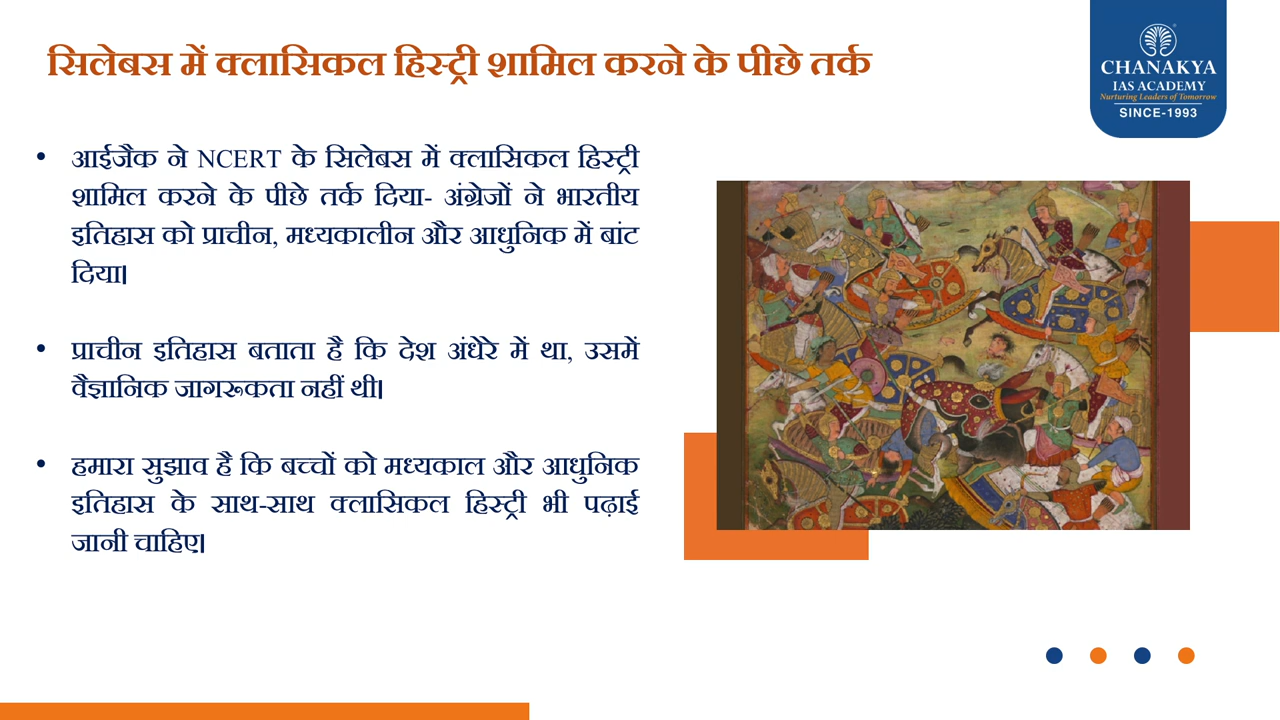 सिलेबस में क्लासिकल हिस्ट्री शामिल करने के पीछे तर्क
CHANAKYA
IAS ACADEMY
Nurturing Leaders of Tomorrow
SINCE-1993
• आईजैक ने NCERT के सिलेबस में क्लासिकल हिस्ट्री
शामिल करने के पीछे तर्क दिया- अंग्रेजों ने भारतीय
इतिहास को प्राचीन, मध्यकालीन और आधुनिक में बांट
दिया।
• प्राचीन इतिहास बताता है कि देश अंधेरे में था, उसमें
वैज्ञानिक जागरूकता नहीं थी।
• हमारा सुझाव है कि बच्चों को मध्यकाल और आधुनिक
इतिहास के साथ-साथ क्लासिकल हिस्ट्री भी पढ़ाई
जानी चाहिए।